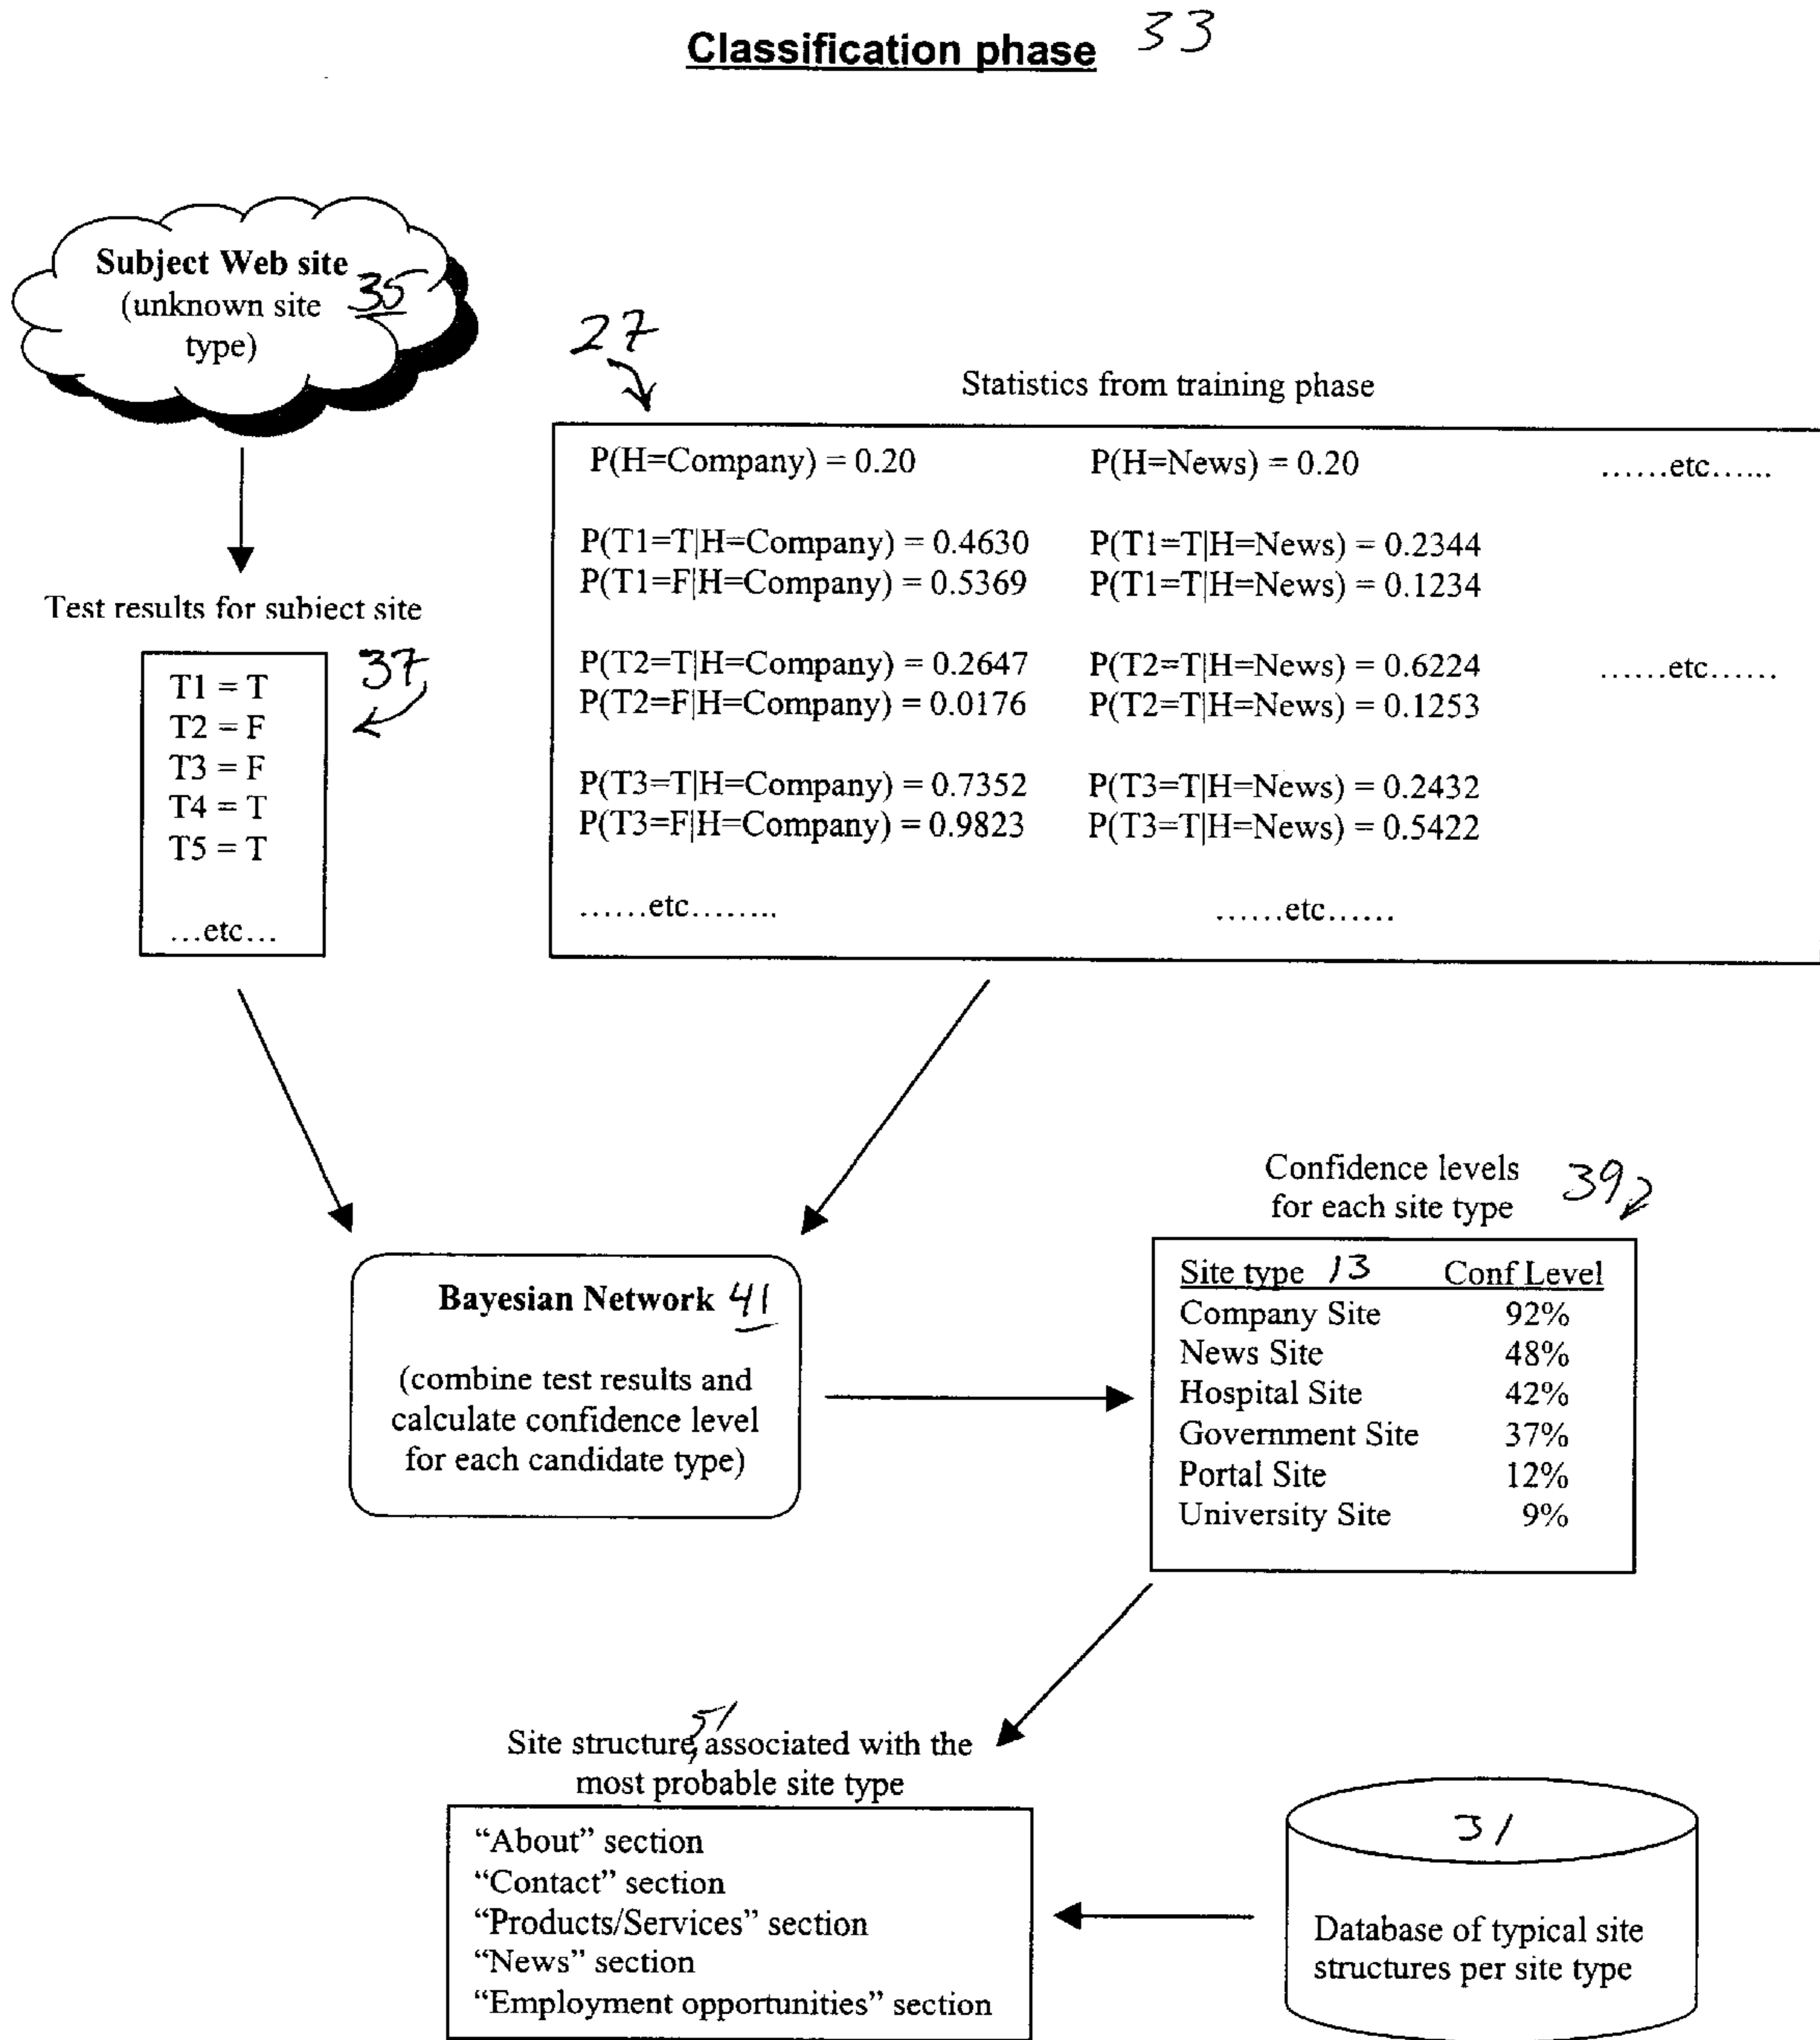 Classification phase 33
Subject Web site
(unknown site 35
type)
27
Statistics from training phase
P(H=Company) = 0.20 P(H=News) = 0.20 ......etc......
P(T1=T|H=Company) = 0.4630 P(T1=T|H=News) = 0.2344
P(T1=F|H=Company) = 0.5369 P(T1=T|H=News) = 0.1234
P(T2=T|H=Company) = 0.2647 P(T2=T|H=News) = 0.6224 ......etc......
P(T2=F|H=Company) = 0.0176 P(T2=T|H=News) = 0.1253
P(T3=T|H=Company) = 0.7352 P(T3=T|H=News) = 0.2432
P(T3=F|H=Company) = 0.9823 P(T3=T|H=News) = 0.5422
......etc........ ......etc......
Test results for subject site
37
T1 = T
T2 = F
T3 = F
T4 = T
T5 = T
...etc...
Bayesian Network 41
(combine test results and
calculate confidence level
for each candidate type)
Confidence levels
for each site type 39
Site type 13 Conf Level
Company Site 92%
News Site 48%
Hospital Site 42%
Government Site 37%
Portal Site 12%
University Site 9%
51
Site structure, associated with the
most probable site type
"About" section
"Contact" section
"Products/Services" section
"News" section
"Employment opportunities" section
31
Database of typical site
structures per site type